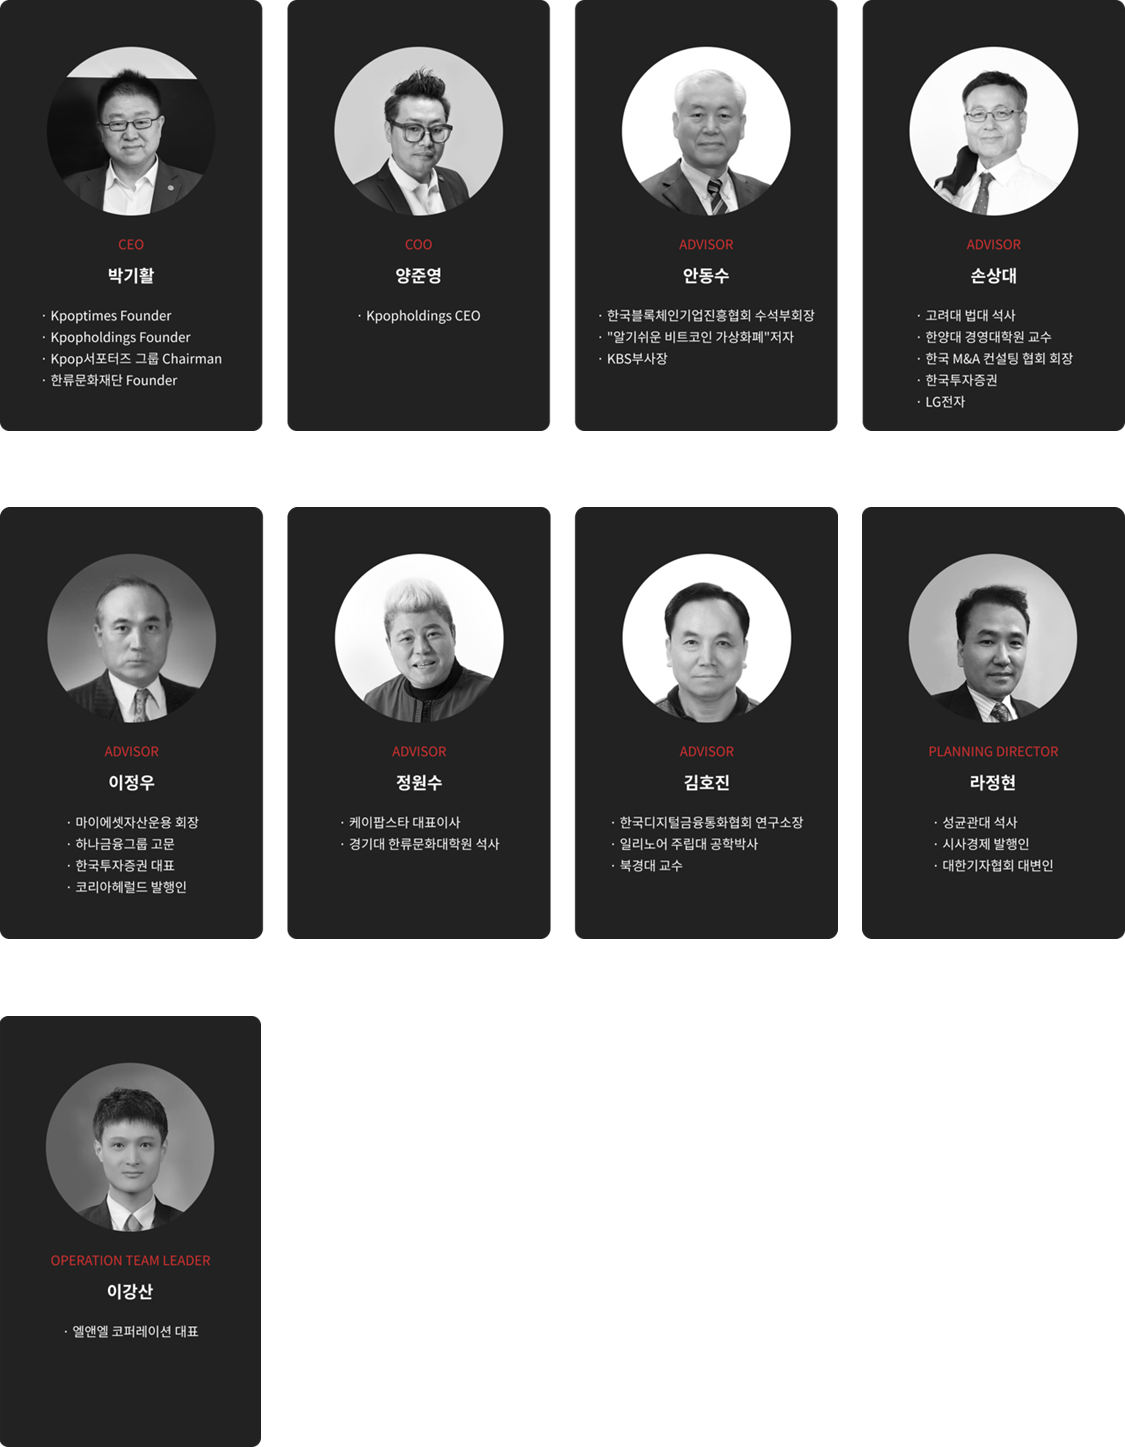 CEO
박기활
· Kpoptimes Founder
· Kpopholdings Founder
· Kpop서포터즈 그룹 Chairman
· 한류문화재단 Founder
COO
양준영
· Kpopholdings CEO
ADVISOR
안동수
· 한국블록체인기업진흥협회 수석부회장
· "알기쉬운 비트코인 가상화폐"저자
· KBS부사장
ADVISOR
손상대
· 고려대 법대 석사
· 한양대 경영대학원 교수
· 한국 M&A 컨설팅 협회 회장
· 한국투자증권
· LG전자
ADVISOR
이정우
· 마이에셋자산운용 회장
· 하나금융그룹 고문
· 한국투자증권 대표
· 코리아헤럴드 발행인
ADVISOR
정원수
· 케이팝스타 대표이사
· 경기대 한류문화대학원 석사
ADVISOR
김호진
· 한국디지털금융통화협회 연구소장
· 일리노어 주립대 공학박사
· 북경대 교수
PLANNING DIRECTOR
라정현
· 성균관대 석사
· 시사경제 발행인
· 대한기자협회 대변인
OPERATION TEAM LEADER
이강산
· 엘앤엘 코퍼레이션 대표